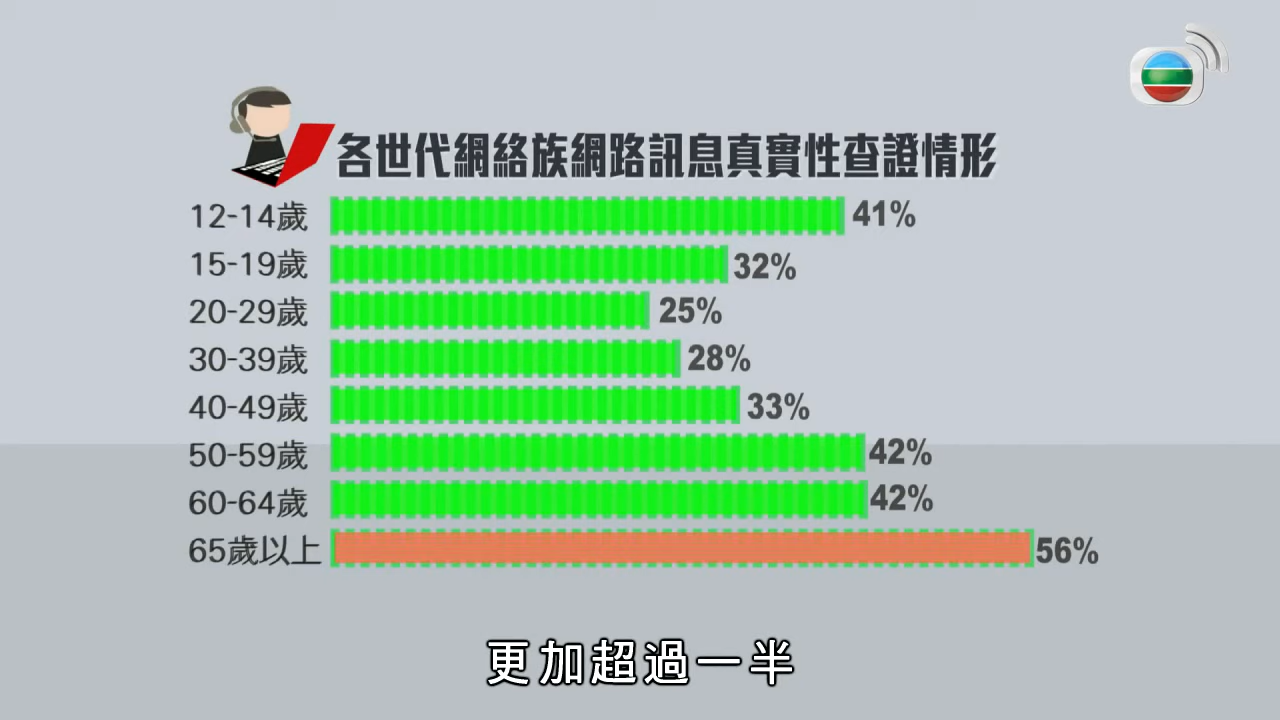 各世代網絡族網路訊息真實性查證情形
12-14歲 41%
15-19歲 32%
20-29歲 25%
30-39歲 28%
40-49歲 33%
50-59歲 42%
60-64歲 42%
65歲以上 56%
更加超過一半